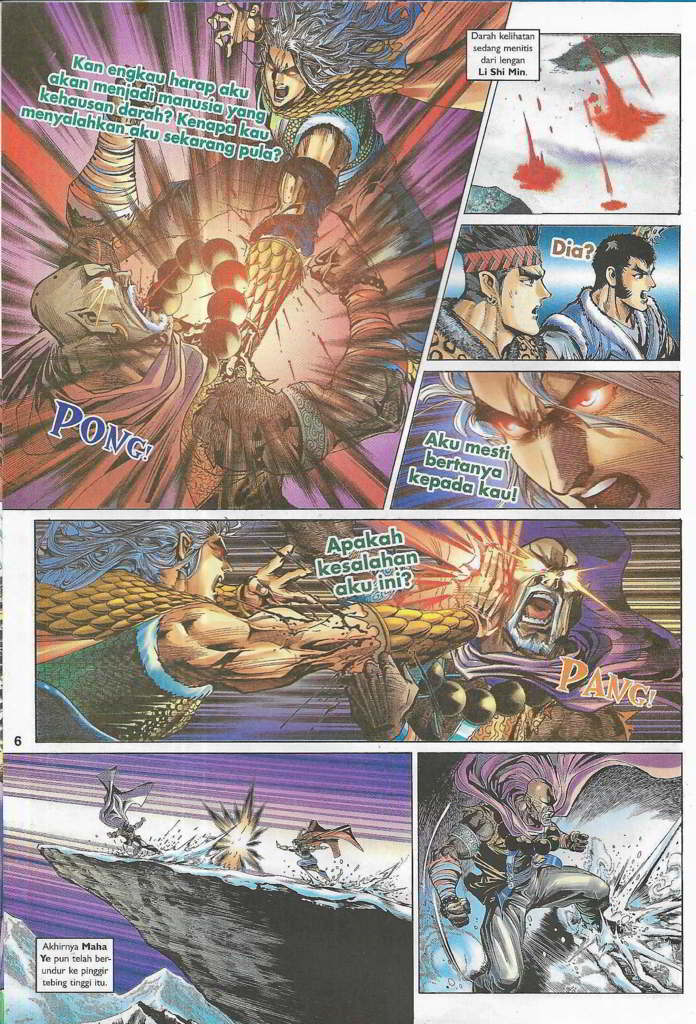 Kan engkau harap aku
akan menjadi manusia yang
kehausan darah? Kenapa kau
menyalahkan aku sekarang pula?
PONG!
Darah kelihatan
sedang menitis
dari lengan
Li Shi Min.
Dia?
Aku mesti
bertanya
kepada kau!
Apakah
kesalahan
aku ini?
PANG!
6
Akhirnya Maha
Ye pun telah ber-
undur ke pinggir
tebing tinggi itu.